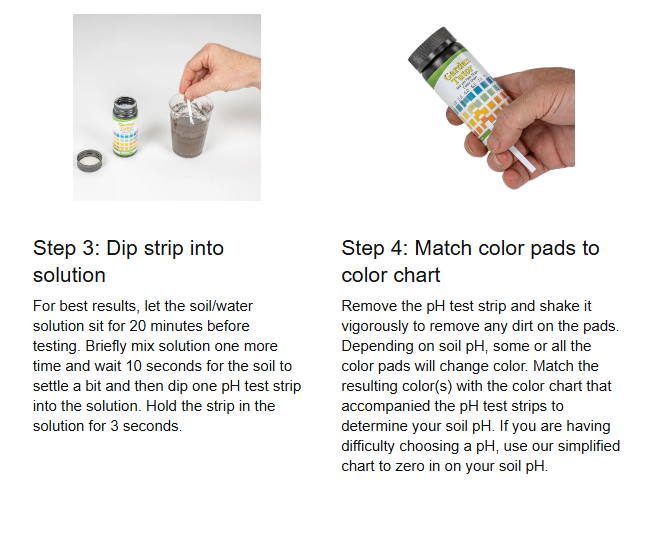 Garden
Tutor
Step 3: Dip strip into
solution
For best results, let the soil/water
solution sit for 20 minutes before
testing. Briefly mix solution one more
time and wait 10 seconds for the soil to
settle a bit and then dip one pH test strip
into the solution. Hold the strip in the
solution for 3 seconds.
Step 4: Match color pads to
color chart
Remove the pH test strip and shake it
vigorously to remove any dirt on the pads.
Depending on soil pH, some or all the
color pads will change color. Match the
resulting color(s) with the color chart that
accompanied the pH test strips to
determine your soil pH. If you are having
difficulty choosing a pH, use our simplified
chart to zero in on your soil pH.